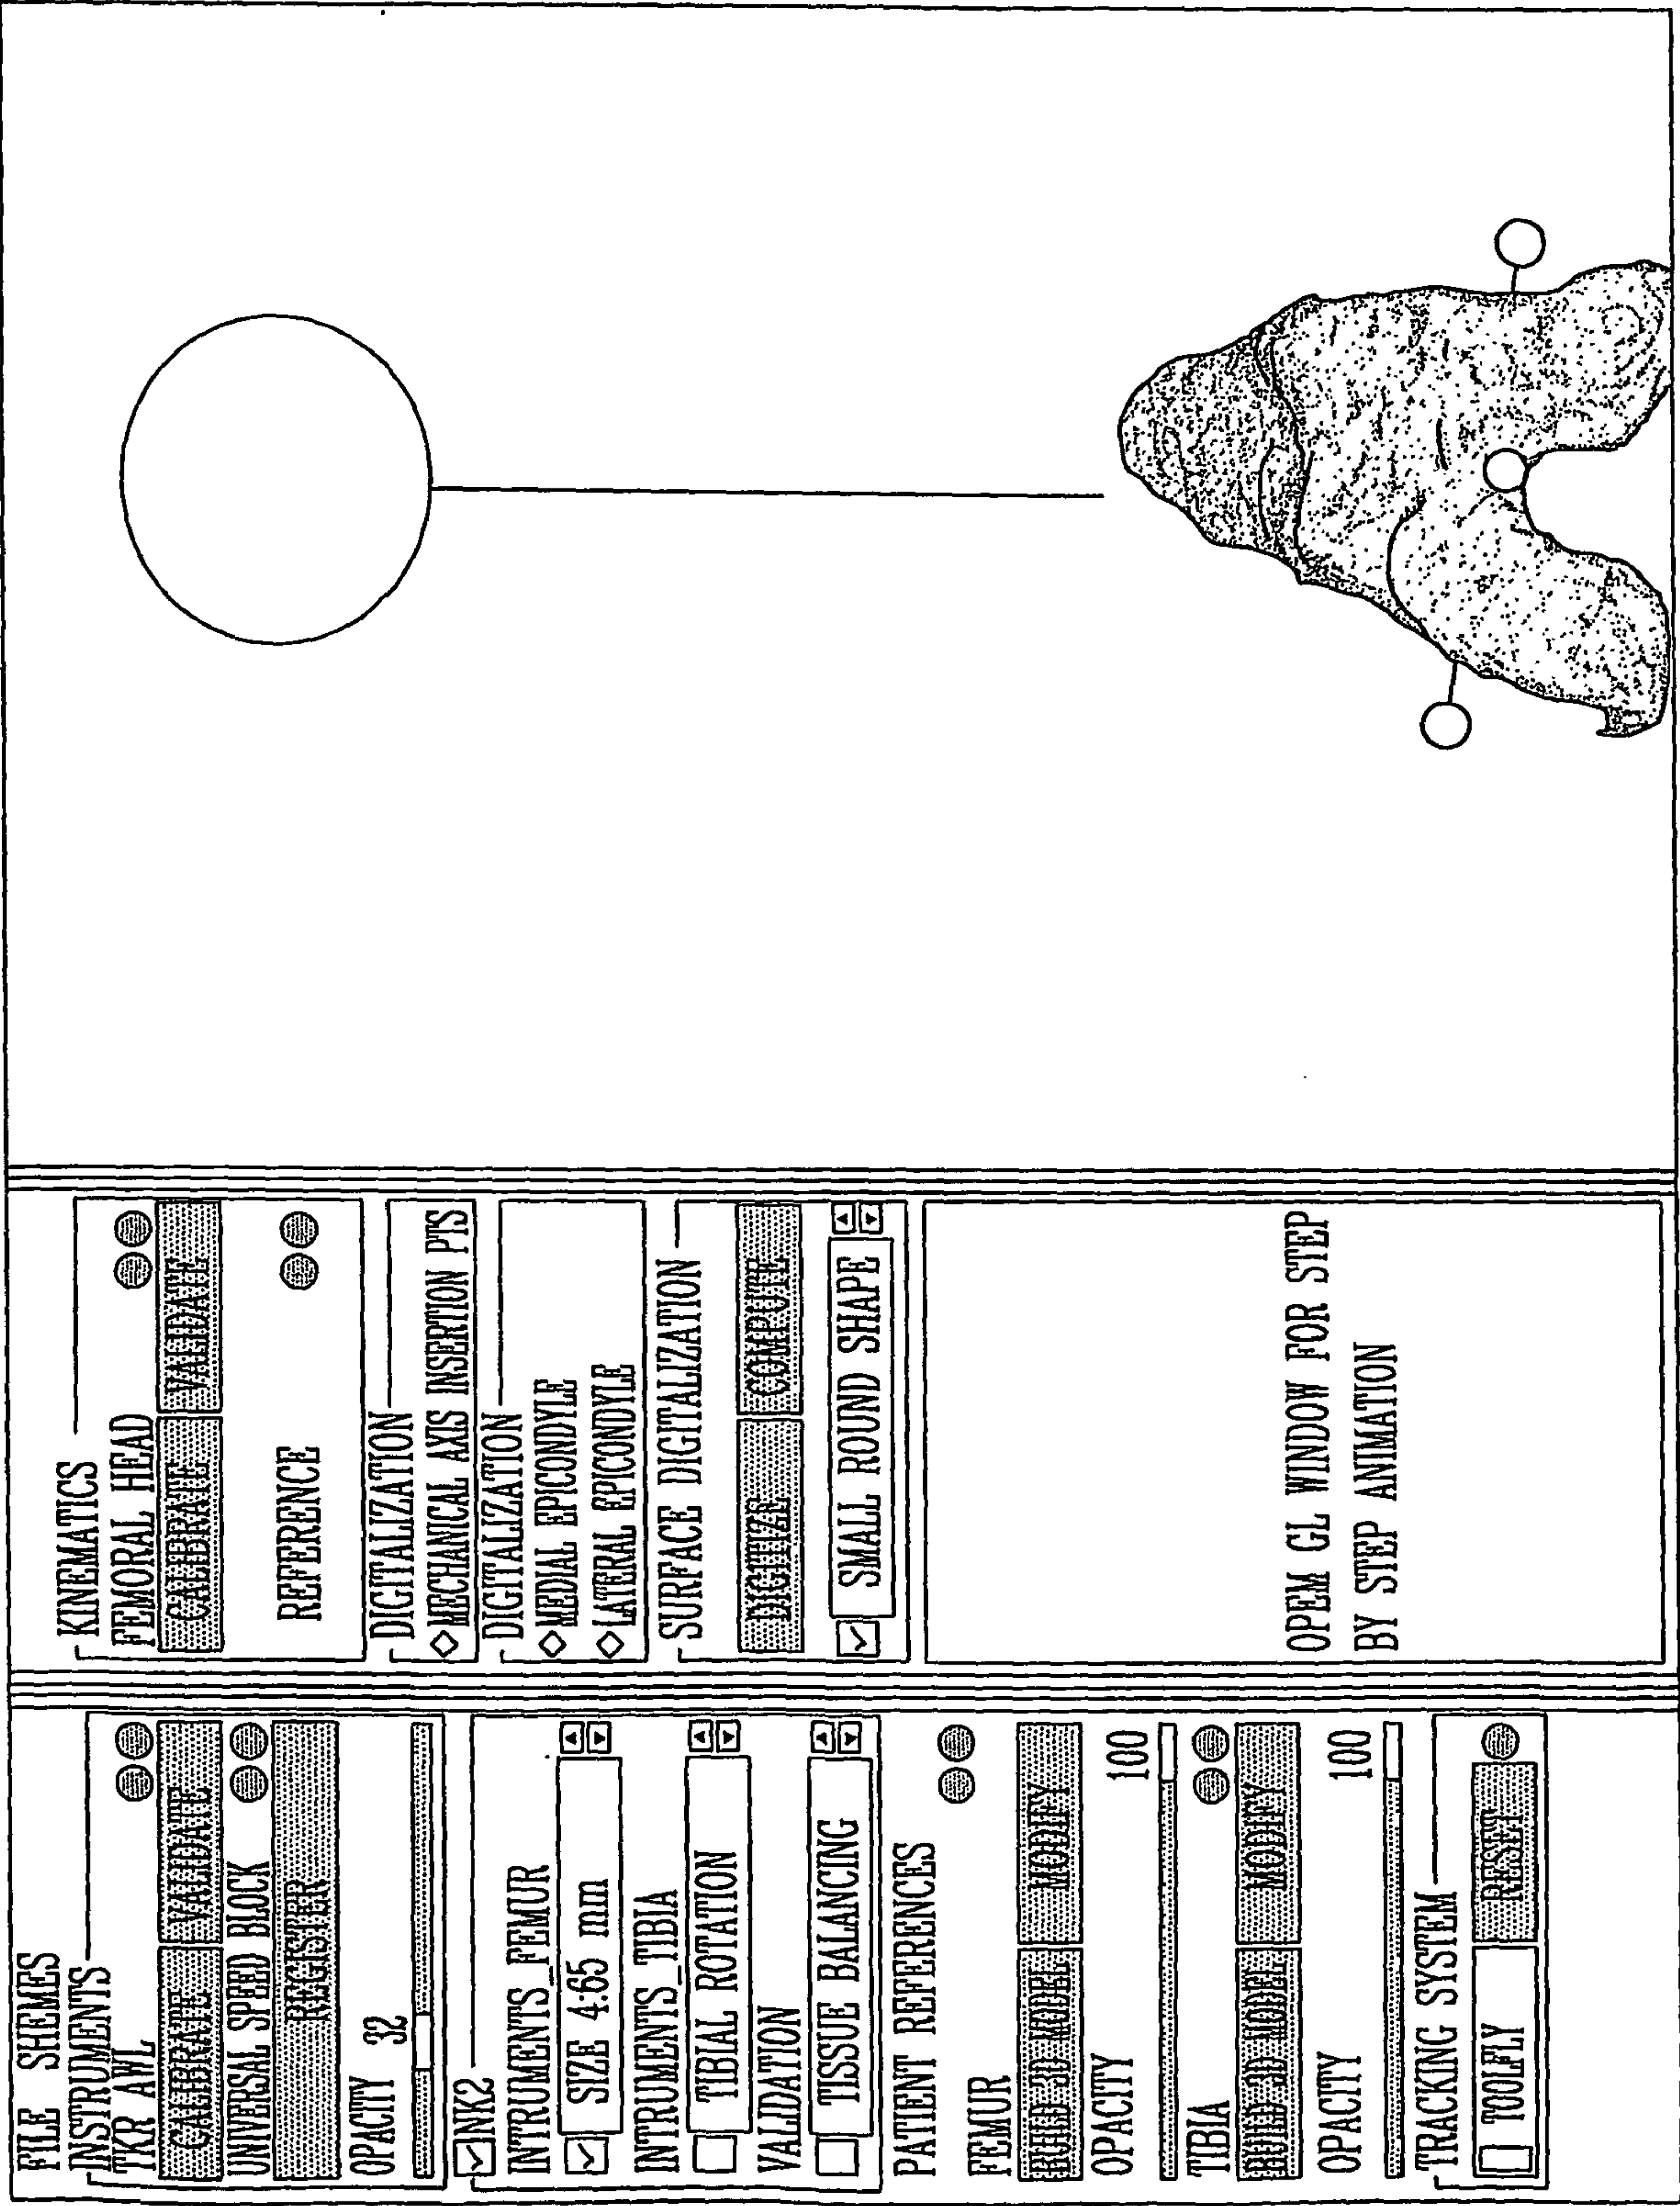 FILE SHEMES
INSTRUMENTS
TKR AWL
CALIBRATE VALIDATE
UNIVERSAL SPEED BLOCK
REGISTER
OPACITY 32
NK2
INTRUMENTS_FEMUR
SIZE 4:65 mm
INTRUMENTS_TIBIA
TIBIAL ROTATION
VALIDATION
TISSUE BALANCING
PATIENT REFERENCES
FEMUR
BUILD 3D MODEL MODIFY
OPACITY 100
TIBIA
BUILD 3D MODEL MODIFY
OPACITY 100
TRACKING SYSTEM
TOOLFLY RESET
KINEMATICS
FEMORAL HEAD
CALIBRATE VALIDATE
REFERENCE
DIGITALIZATION
MECHANICAL AXIS INSERTION PTS
DIGITALIZATION
MEDIAL EPICONDYLE
LATERAL EPICONDYLE
SURFACE DIGITALIZATION
DIGITIZE COMPUTE
SMALL ROUND SHAPE
OPEM GL WINDOW FOR STEP
BY STEP ANIMATION